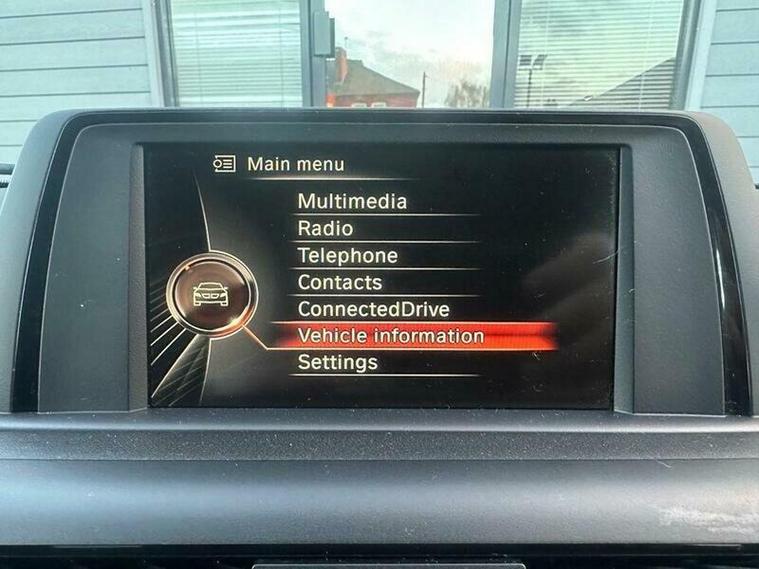 Main menu
Multimedia
Radio
Telephone
Contacts
ConnectedDrive
Vehicle information
Settings